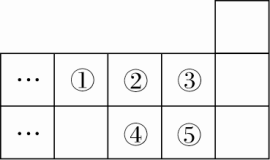 … ① ② ③
… ④ ⑤